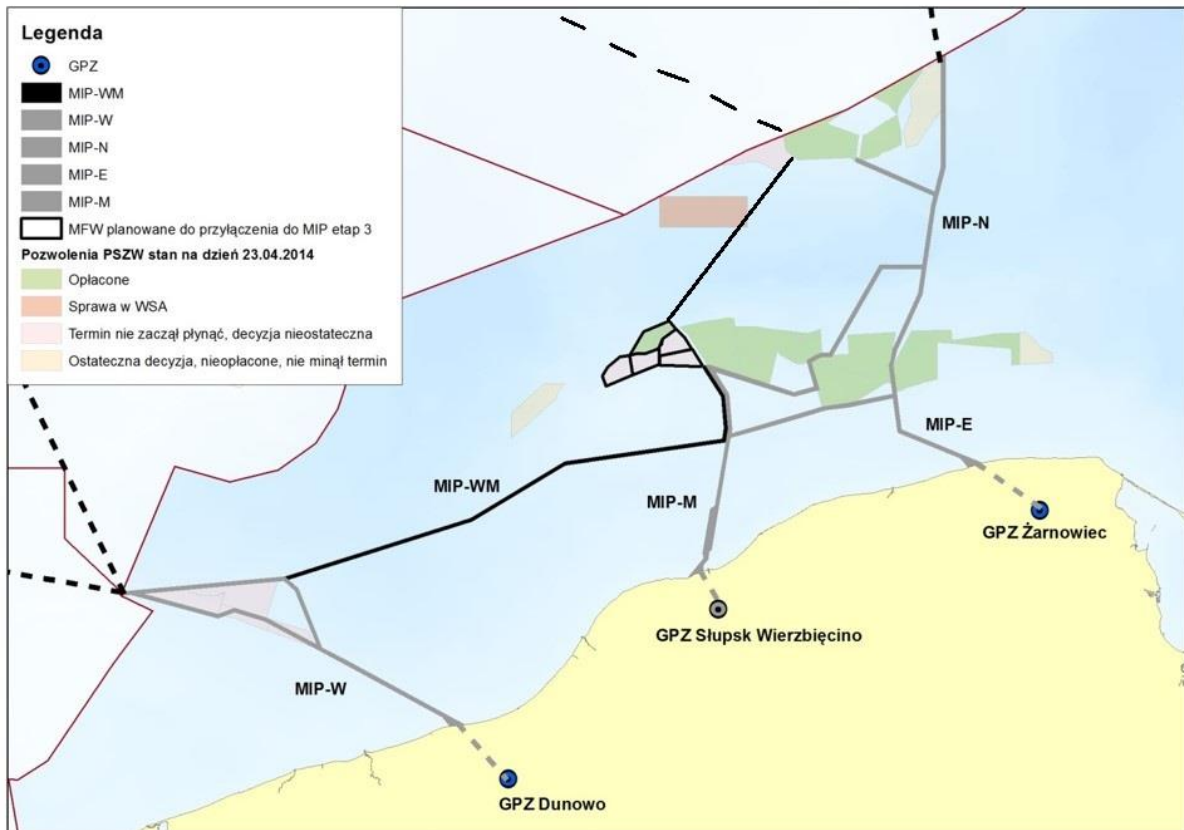 Legenda
GPZ
MIP-WM
MIP-W
MIP-N
MIP-E
MIP-M
MFW planowane do przyłączenia do MIP etap 3
Pozwolenia PSZW stan na dzień 23.04.2014
Opłacone
Sprawa w WSA
Termin nie zaczął płynąć, decyzja nieostateczna
Ostateczna decyzja, nieopłacone, nie minął termin
MIP-N
MIP-E
MIP-WM
MIP-M
GPZ Żarnowiec
GPZ Słupsk Wierzbięcino
MIP-W
GPZ Dunowo